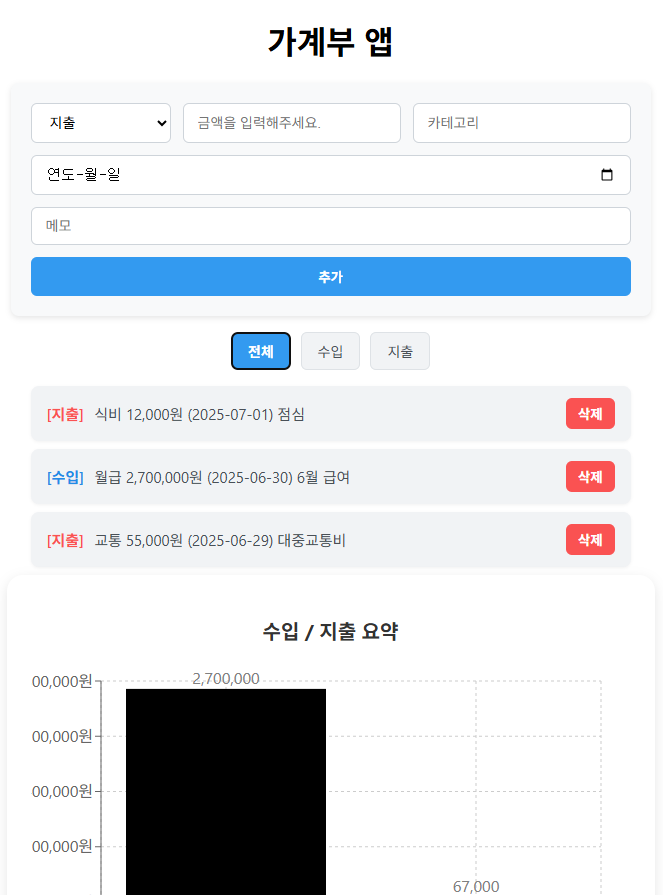 가계부 앱
지출 금액을 입력해주세요. 카테고리
연도-월-일
메모
추가
전체 수입 지출
[지출] 식비 12,000원 (2025-07-01) 점심 삭제
[수입] 월급 2,700,000원 (2025-06-30) 6월 급여 삭제
[지출] 교통 55,000원 (2025-06-29) 대중교통비 삭제
수입 / 지출 요약
2,700,000
00,000원
00,000원
00,000원
00,000원
67,000